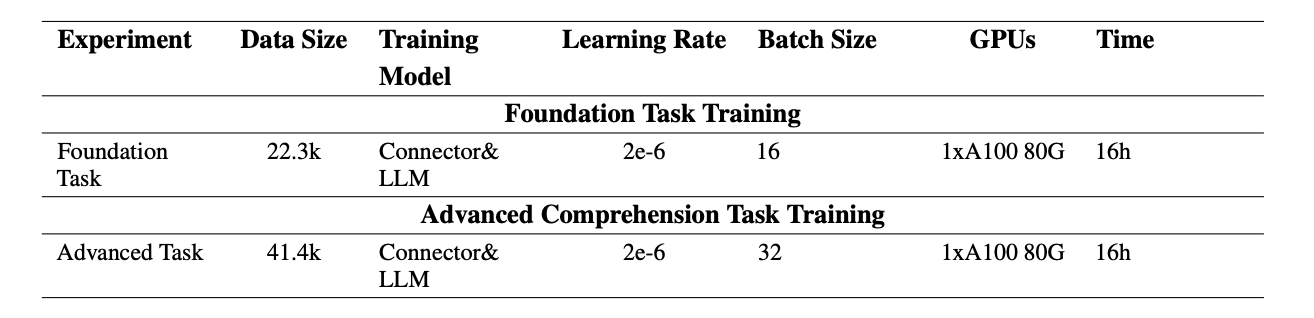 Experiment Data Size Training Learning Rate Batch Size GPUs Time
Model
Foundation Task Training
Foundation 22.3k Connector& 2e-6 16 1xA100 80G 16h
Task LLM
Advanced Comprehension Task Training
Advanced Task 41.4k Connector& 2e-6 32 1xA100 80G 16h
LLM